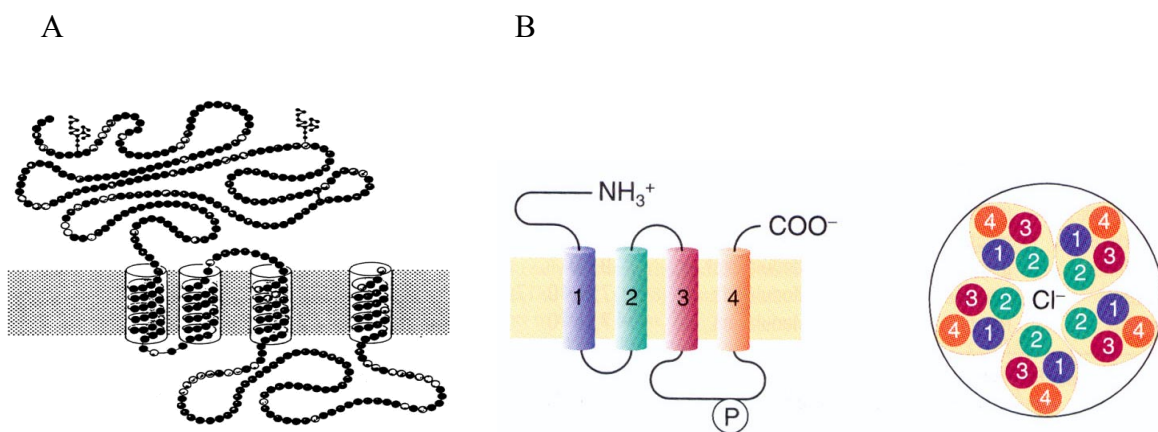 A
B
NH₃⁺
COO⁻
1 2 3 4
P
4 3 1 2
1 4 2 3
3 2 4 1
2 1 3 4
2 3 1 4
Cl⁻